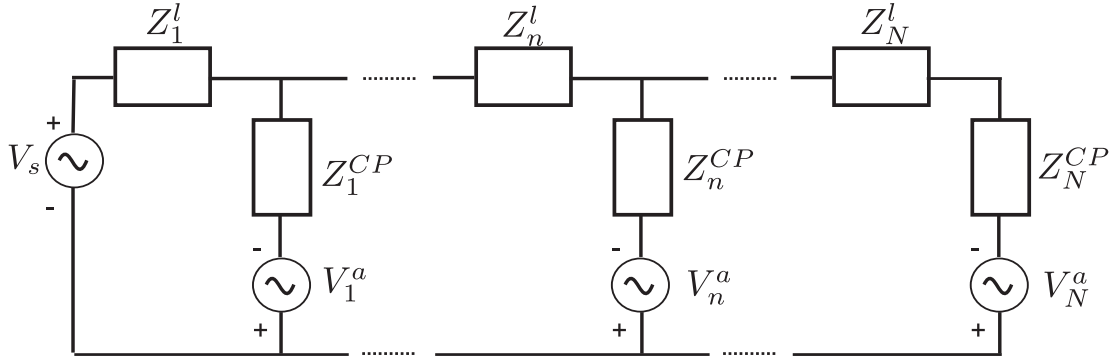 Z_1^l Z_n^l Z_N^l
+
V_s
-
Z_1^{CP} Z_n^{CP} Z_N^{CP}
- - -
V_1^a V_n^a V_N^a
+ + +